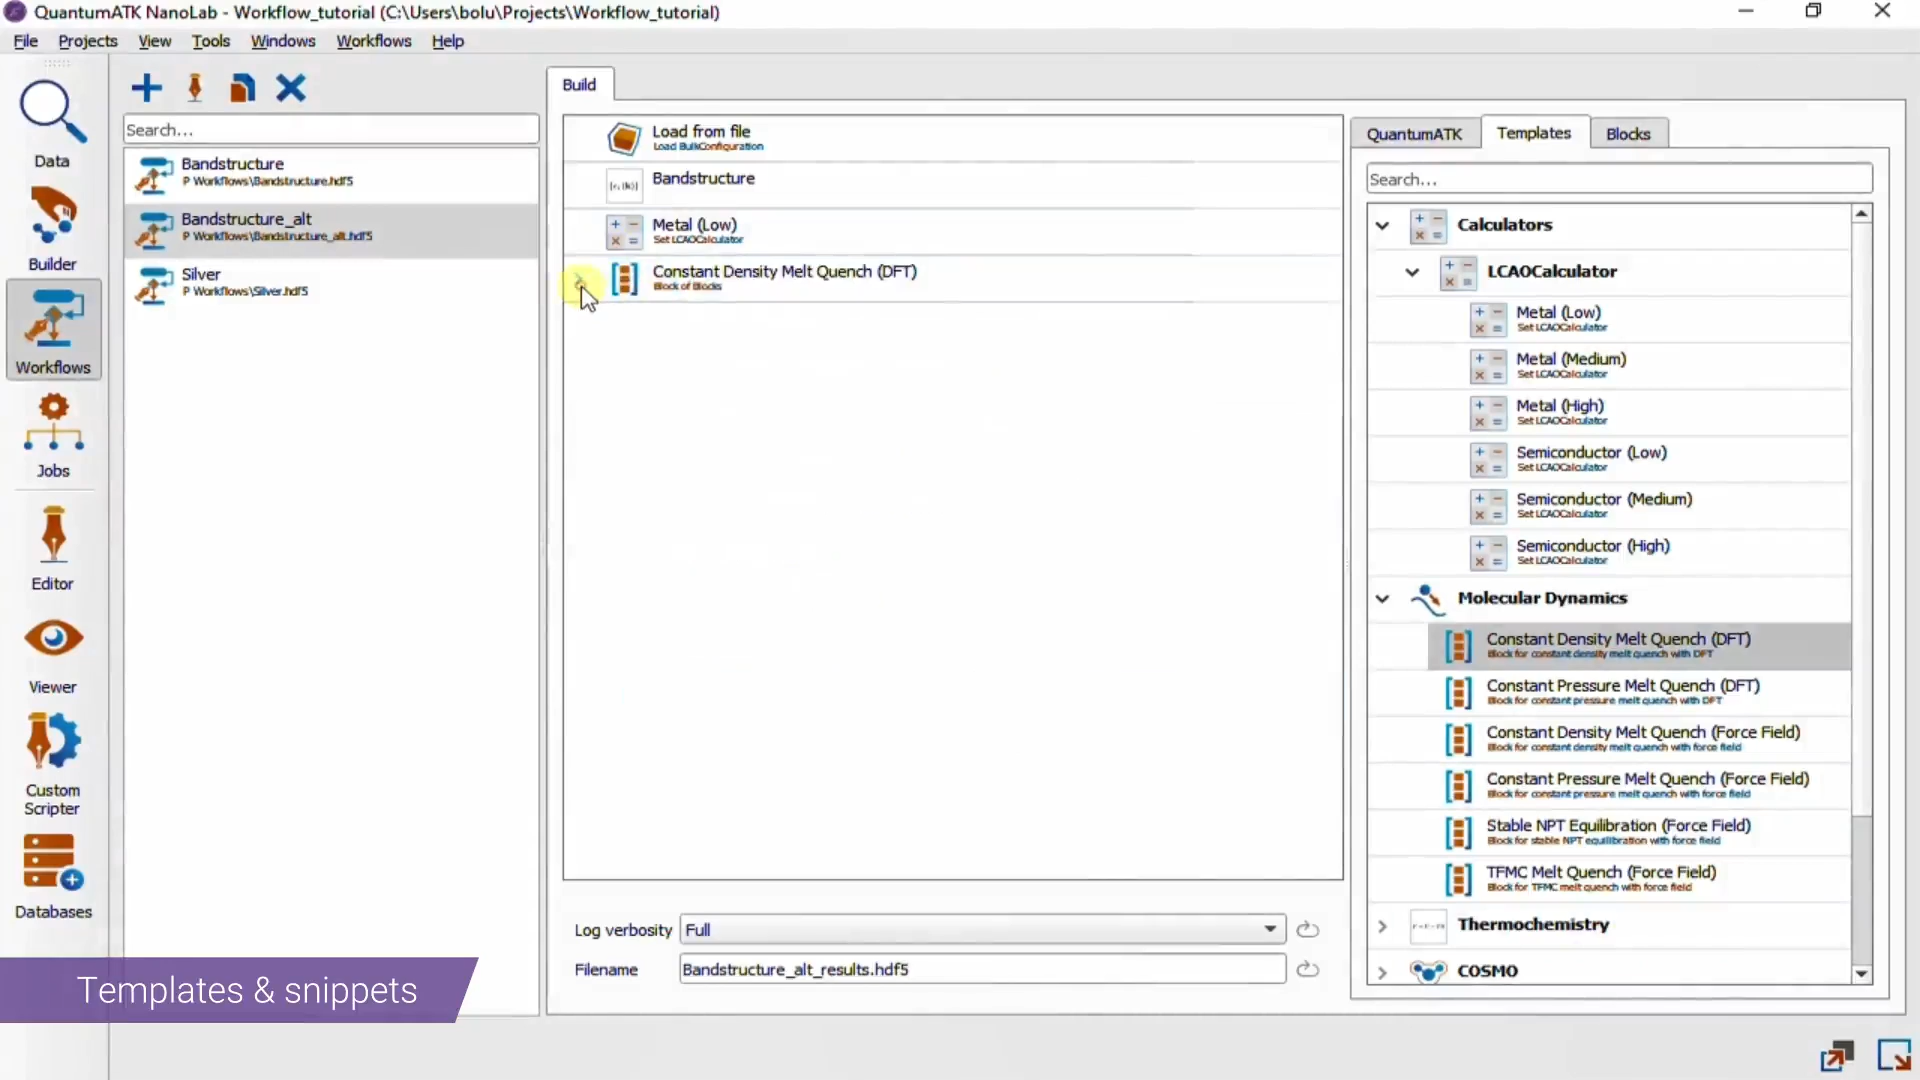 QuantumATK NanoLab - Workflow_tutorial (C:\Users\bolu\Projects\Workflow_tutorial)
File Projects View Tools Windows Workflows Help
Data
Builder
Workflows
Jobs
Editor
Viewer
Custom
Scripter
Databases
Search...
Bandstructure
P Workflows\Bandstructure.hdf5
Bandstructure_alt
P Workflows\Bandstructure_alt.hdf5
Silver
P Workflows\Silver.hdf5
Build
Load from file
Load BulkConfiguration
Bandstructure
Metal (Low)
Set LCAOCalculator
Constant Density Melt Quench (DFT)
Block of Blocks
Log verbosity Full
Filename Bandstructure_alt_results.hdf5
QuantumATK Templates Blocks
Search...
Calculators
LCAOCalculator
Metal (Low)
Set LCAOCalculator
Metal (Medium)
Set LCAOCalculator
Metal (High)
Set LCAOCalculator
Semiconductor (Low)
Set LCAOCalculator
Semiconductor (Medium)
Set LCAOCalculator
Semiconductor (High)
Set LCAOCalculator
Molecular Dynamics
Constant Density Melt Quench (DFT)
Block for constant density melt quench with DFT
Constant Pressure Melt Quench (DFT)
Block for constant pressure melt quench with DFT
Constant Density Melt Quench (Force Field)
Block for constant density melt quench with force field
Constant Pressure Melt Quench (Force Field)
Block for constant pressure melt quench with force field
Stable NPT Equilibration (Force Field)
Block for stable NPT equilibration with force field
TFMC Melt Quench (Force Field)
Block for TFMC melt quench with force field
Thermochemistry
COSMO
Templates & snippets